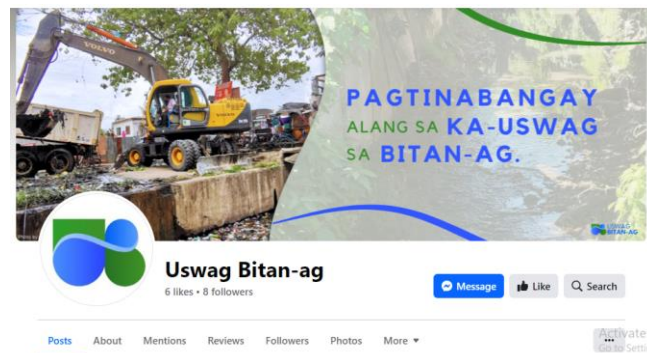 VOLVO
PAGTINABANGAY
ALANG SA KA-USWAG
SA BITAN-AG.
USWAG
BITAN-AG
Uswag Bitan-ag
6 likes • 8 followers
Message
Like
Search
Posts
About
Mentions
Reviews
Followers
Photos
More
Activate
Go to Setti